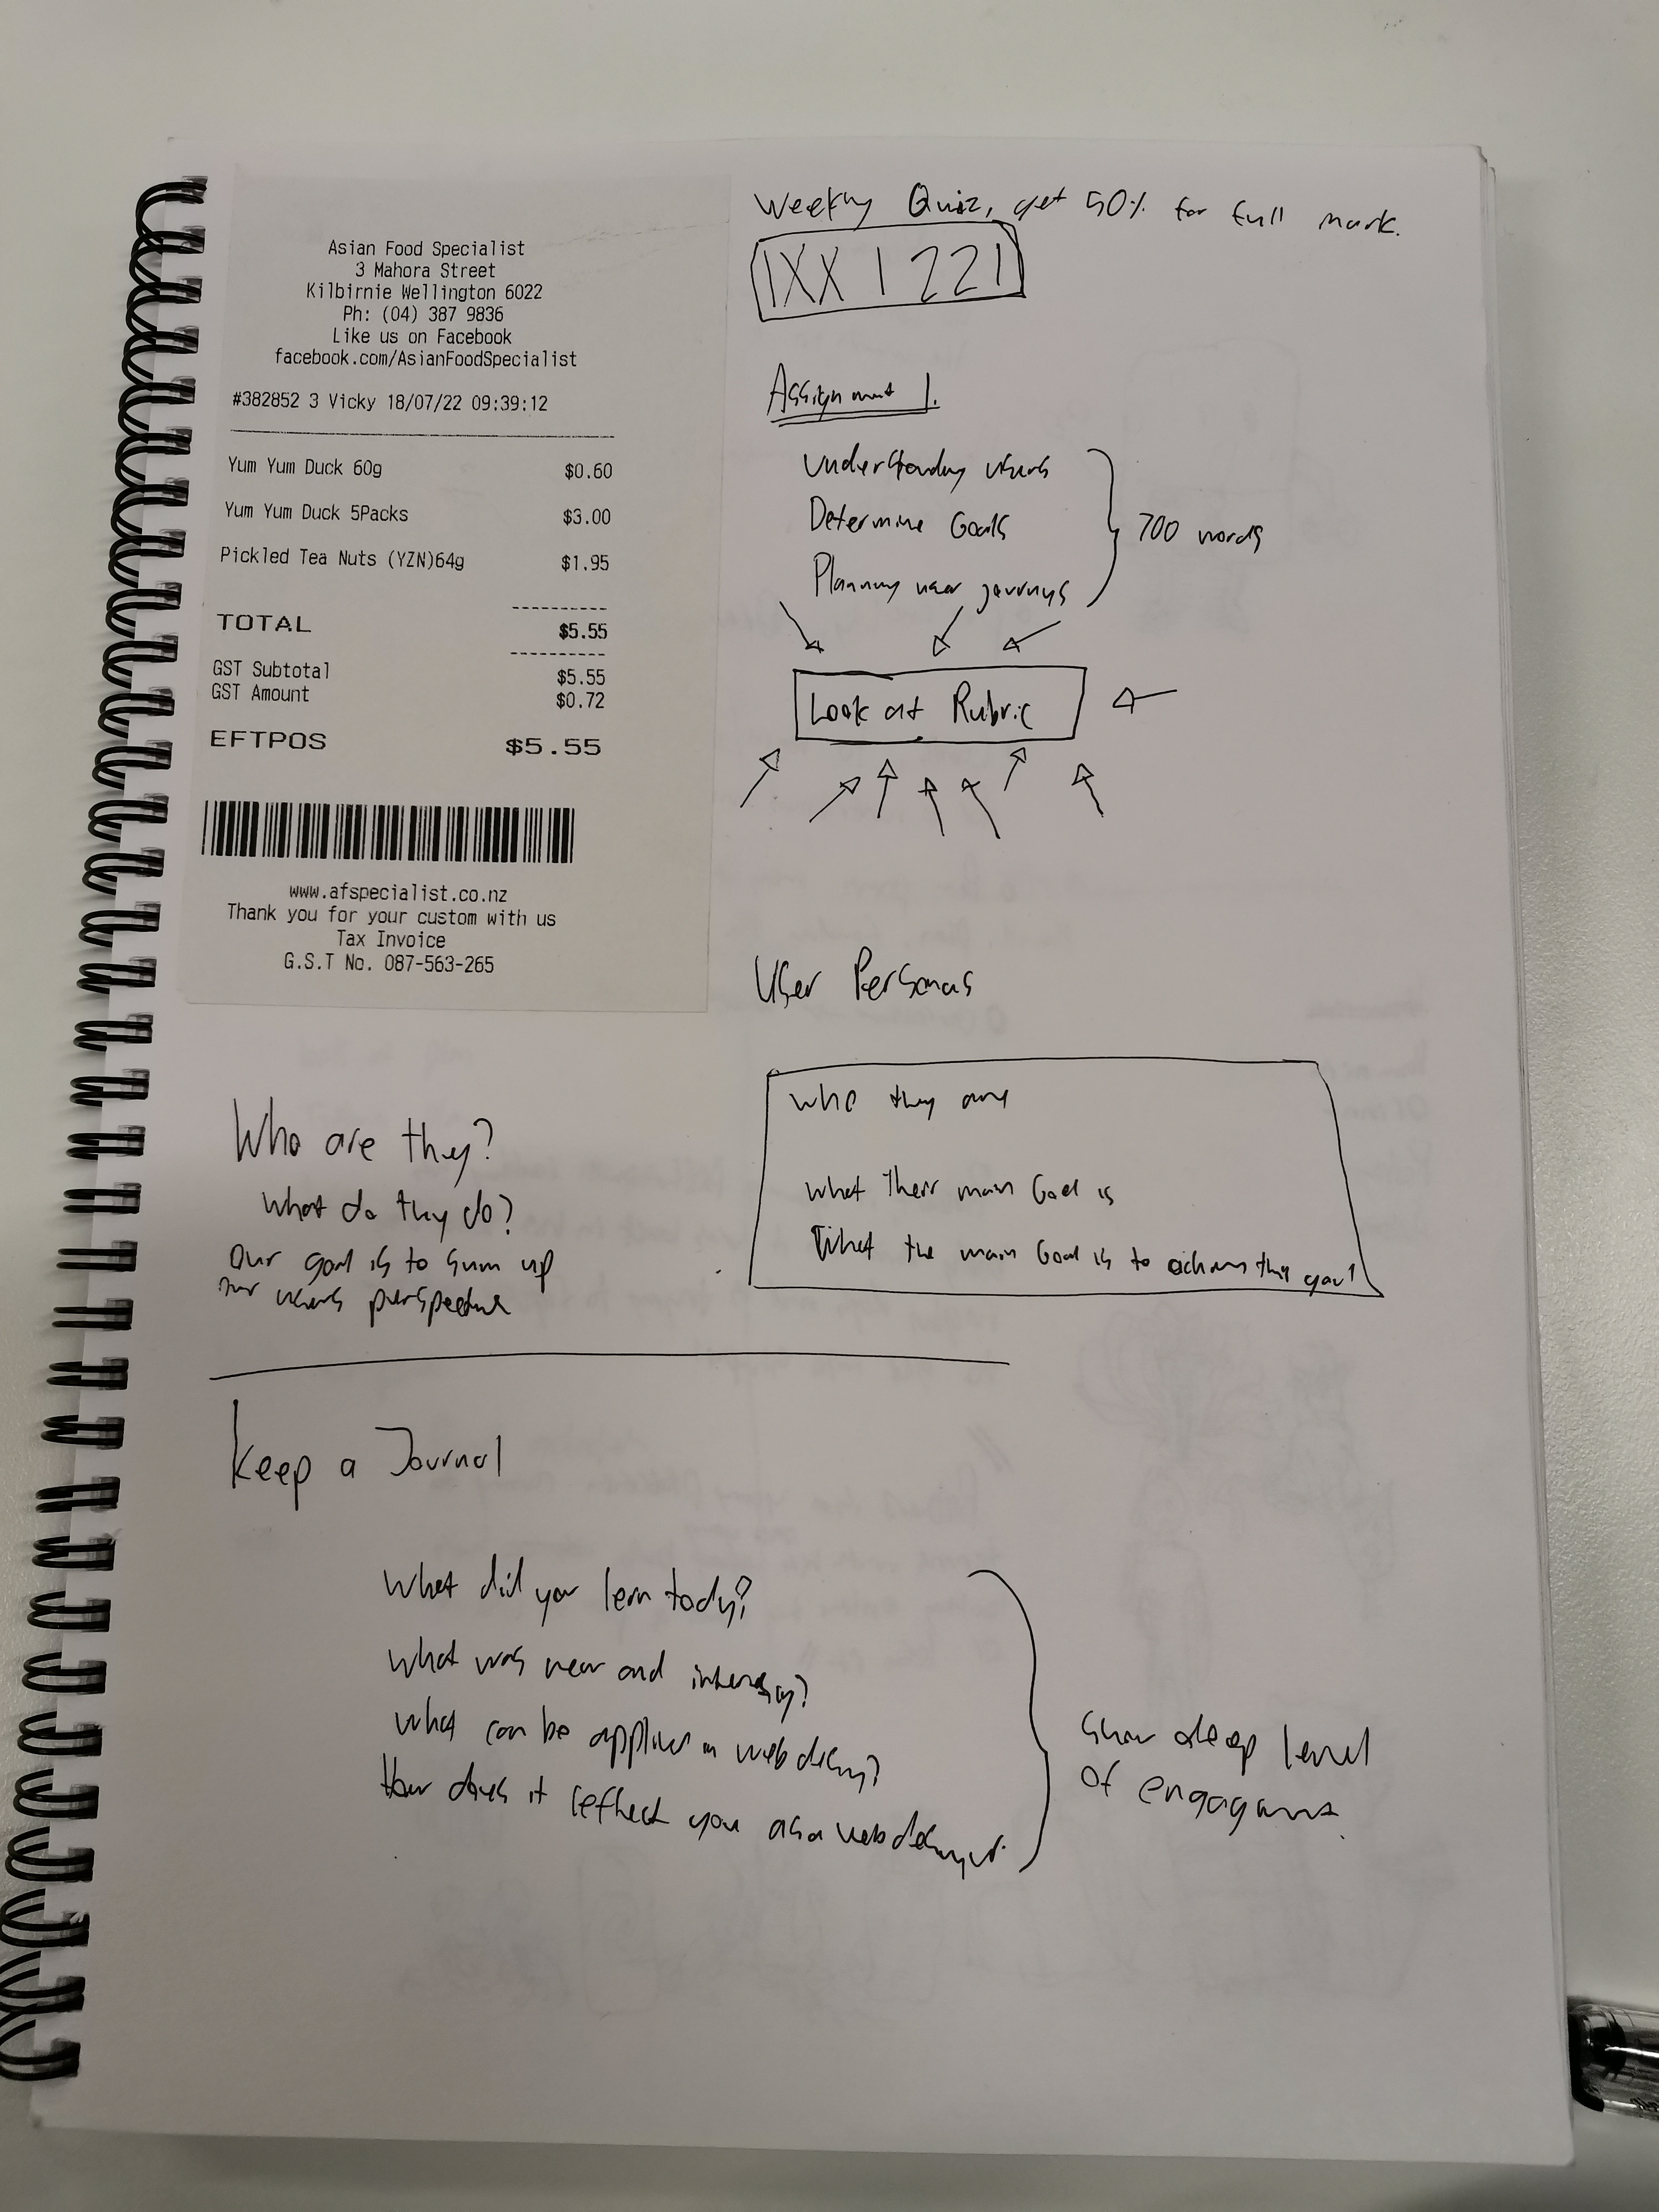 Asian Food Specialist
3 Mahora Street
Kilbirnie Wellington 6022
Ph: (04) 387 9836
Like us on Facebook
facebook.com/AsianFoodSpecialist
#382852 3 Vicky 18/07/22 09:39:12
Yum Yum Duck 60g $0.60
Yum Yum Duck 5Packs $3.00
Pickled Tea Nuts (YZN)64g $1.95
TOTAL $5.55
GST Subtotal $5.55
GST Amount $0.72
EFTPOS $5.55
www.afspecialist.co.nz
Thank you for your custom with us
Tax Invoice
G.S.T No. 087-563-265
Weekly Quiz, get 50% for full mark.
IXX 1221
Assignment 1.
Understanding users
Determine Goals
Planning user journeys
700 words
Look at Rubric
User Personas
who they are
what their main Goal is
What the main Goal is to
Who are they?
What do they do?
Our goal is to sum up
our users perspective
Keep a Journal
What did you lern today?
What was new and
What can be applied in web design?
How does it reflect you as a web designer.
Show deep level
of